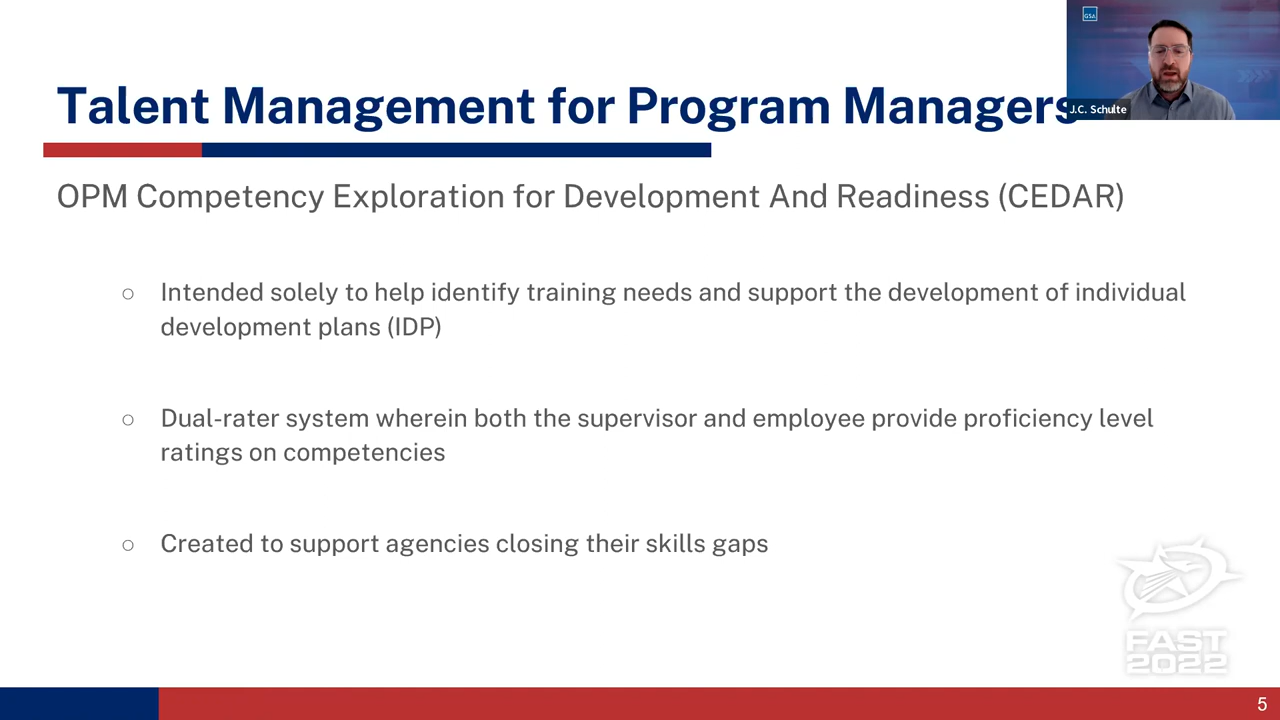 GSA
Talent Management for Program Managers
J.C. Schulte
OPM Competency Exploration for Development And Readiness (CEDAR)
○ Intended solely to help identify training needs and support the development of individual
development plans (IDP)
○ Dual-rater system wherein both the supervisor and employee provide proficiency level
ratings on competencies
○ Created to support agencies closing their skills gaps
FAST
2022
5